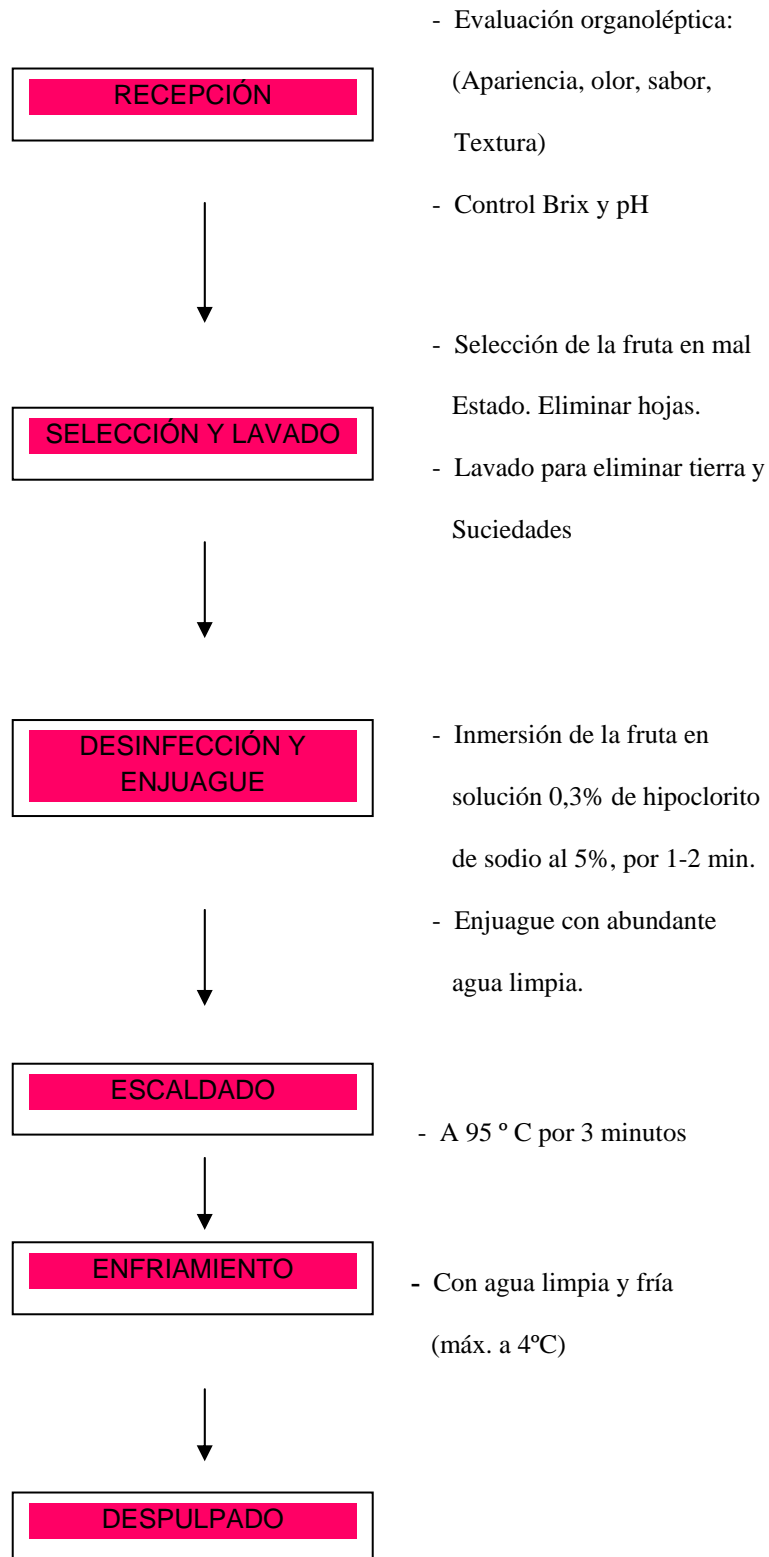 - Evaluación organoléptica:
RECEPCIÓN
(Apariencia, olor, sabor,
Textura)
- Control Brix y pH
- Selección de la fruta en mal
SELECCIÓN Y LAVADO
Estado. Eliminar hojas.
- Lavado para eliminar tierra y
Suciedades
DESINFECCIÓN Y
ENJUAGUE
- Inmersión de la fruta en
solución 0,3% de hipoclorito
de sodio al 5%, por 1-2 min.
- Enjuague con abundante
agua limpia.
ESCALDADO
- A 95 º C por 3 minutos
ENFRIAMIENTO
- Con agua limpia y fría
(máx. a 4ºC)
DESPULPADO